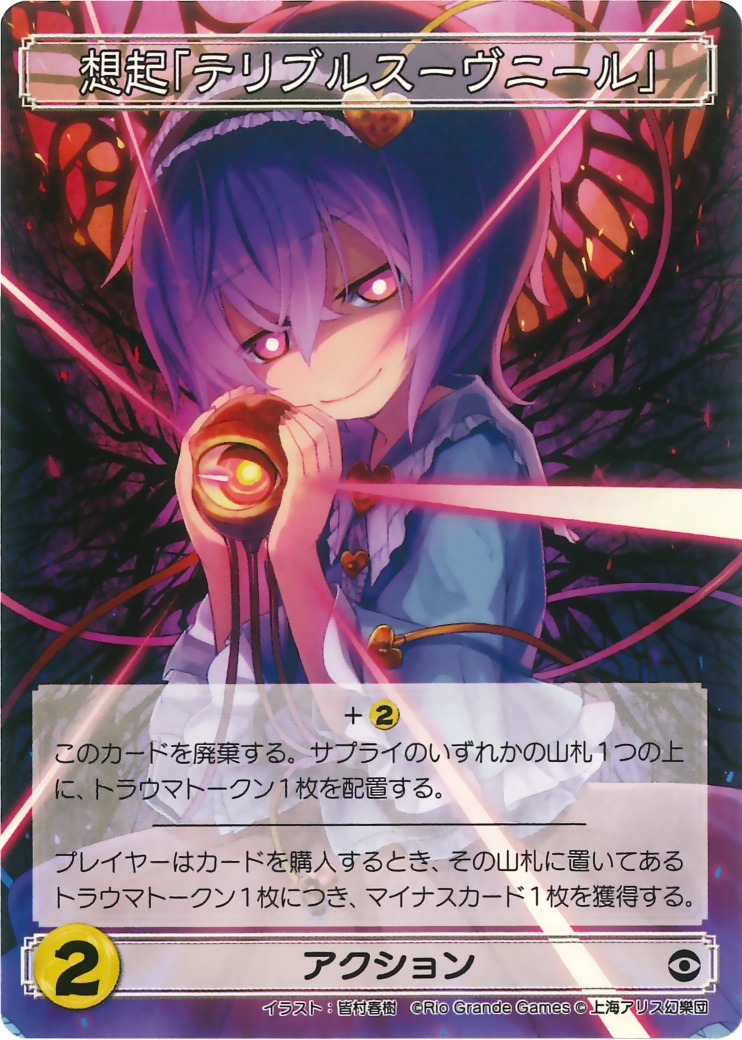 想起「テリブルスーヴニール」
+ 2
このカードを廃棄する。サプライのいずれかの山札1つの上
に、トラウマトークン1枚を配置する。
プレイヤーはカードを購入するとき、その山札に置いてある
トラウマトークン1枚につき、マイナスカード1枚を獲得する。
2
アクション
イラスト：皆村春樹　©Rio Grande Games © 上海アリス幻樂団